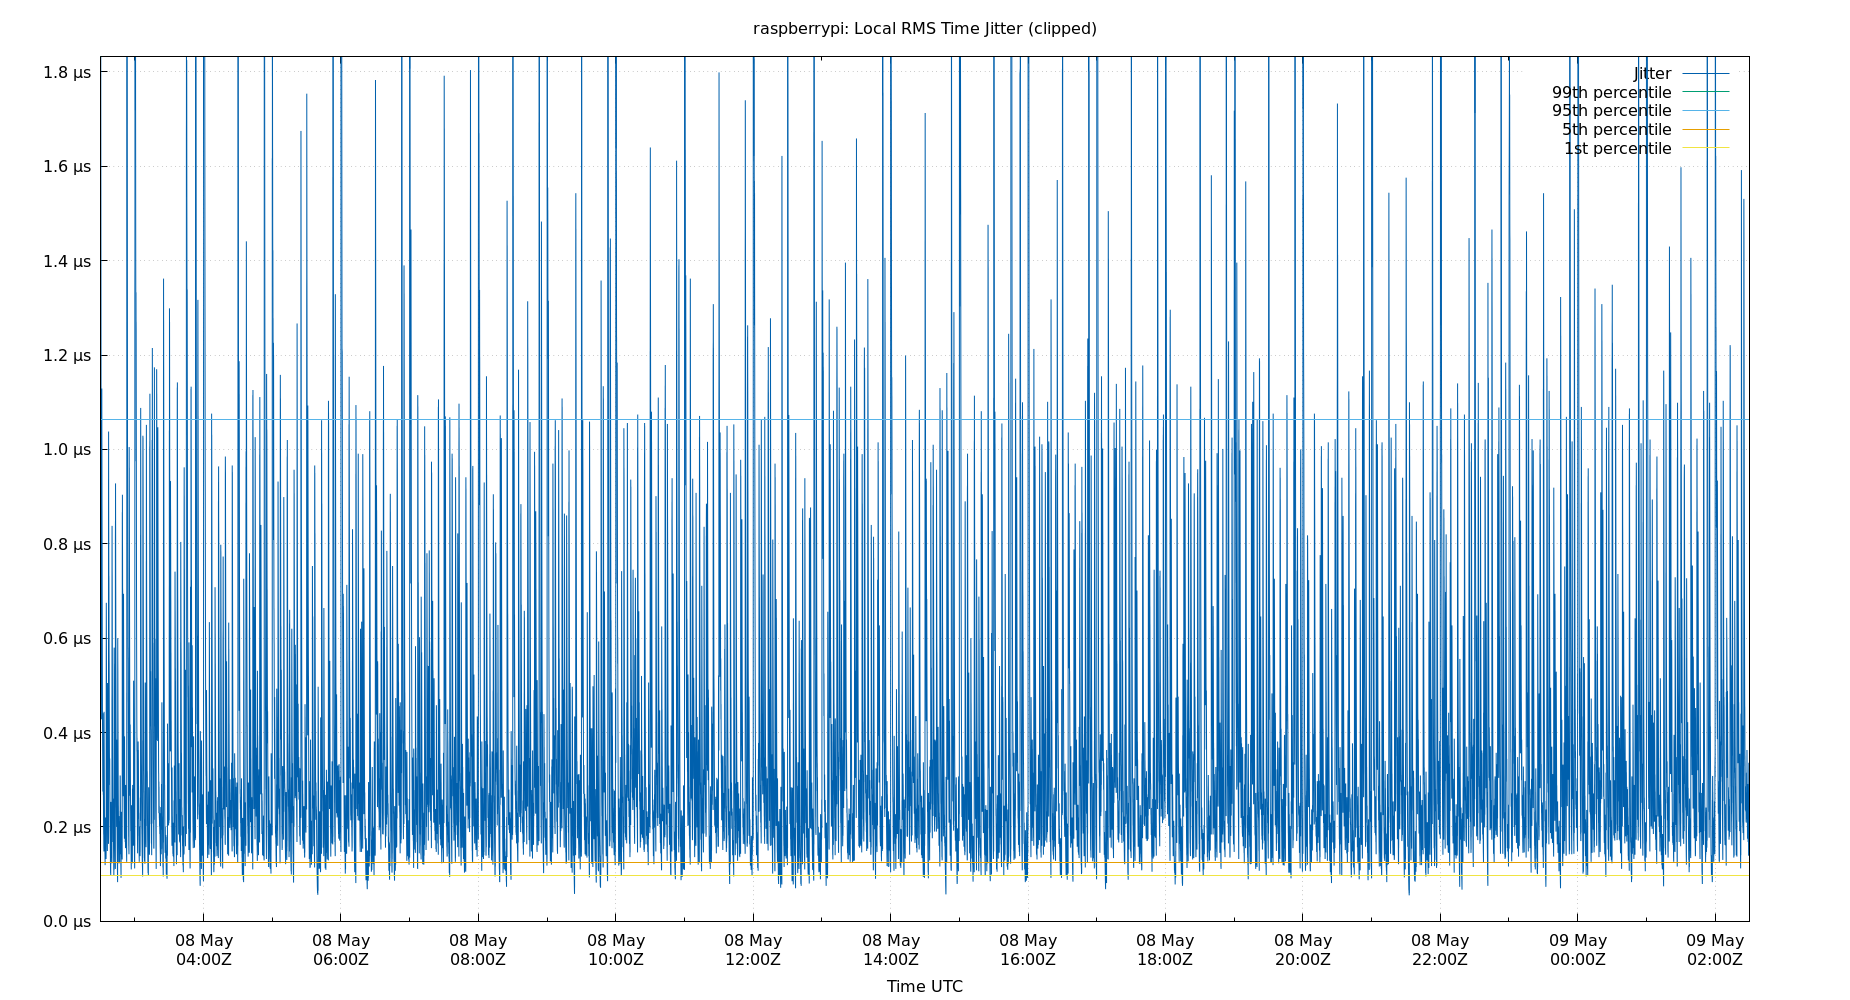 raspberrypi: Local RMS Time Jitter (clipped)
1.8 μs
1.6 μs
1.4 μs
1.2 μs
1.0 μs
0.8 μs
0.6 μs
0.4 μs
0.2 μs
0.0 μs
Jitter
99th percentile
95th percentile
5th percentile
1st percentile
08 May 08 May 08 May 08 May 08 May 08 May 08 May 08 May 08 May 08 May 09 May 09 May
04:00Z 06:00Z 08:00Z 10:00Z 12:00Z 14:00Z 16:00Z 18:00Z 20:00Z 22:00Z 00:00Z 02:00Z
Time UTC